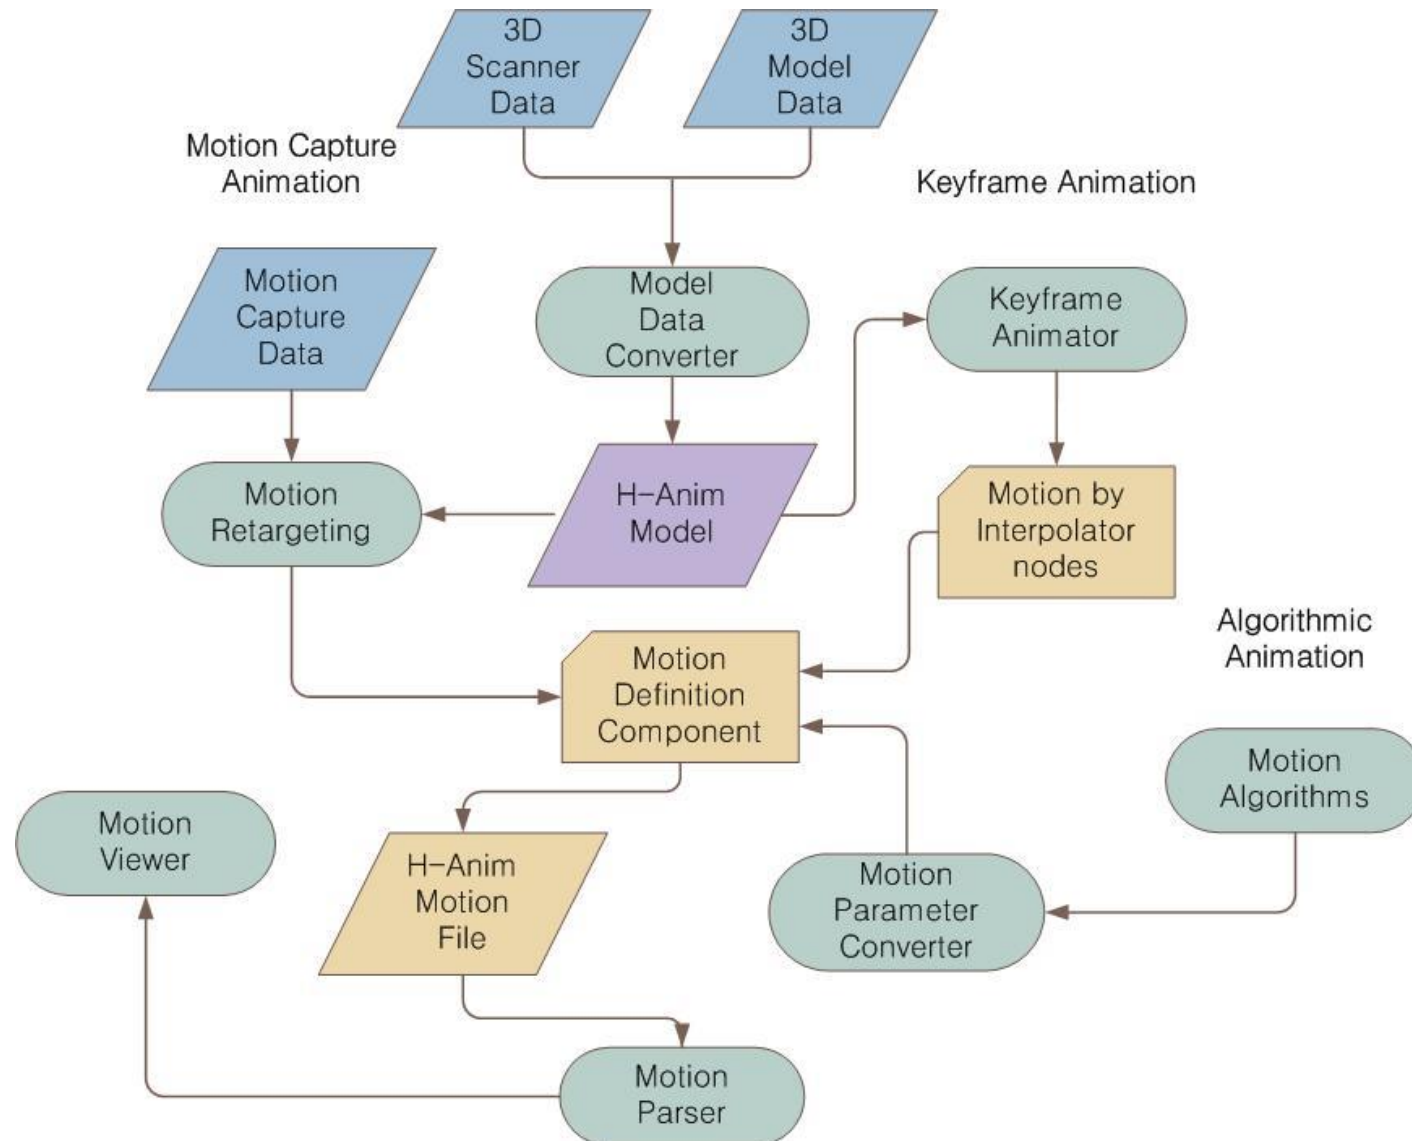 3D
Scanner
Data
3D
Model
Data
Motion Capture
Animation
Keyframe Animation
Motion
Capture
Data
Model
Data
Converter
Keyframe
Animator
Motion
Retargeting
H-Anim
Model
Motion by
Interpolator
nodes
Algorithmic
Animation
Motion
Definition
Component
Motion
Algorithms
Motion
Viewer
H-Anim
Motion
File
Motion
Parameter
Converter
Motion
Parser